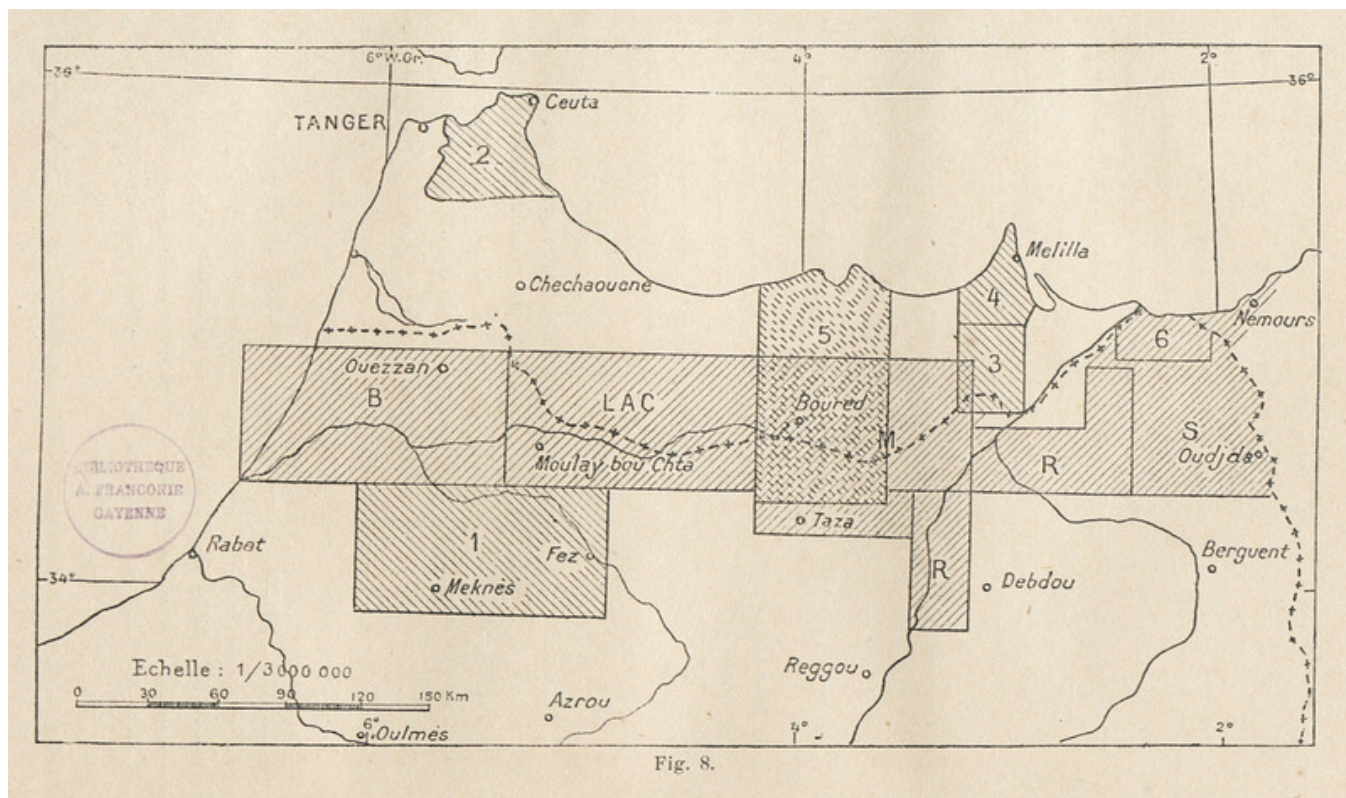 6° W. Gr.
4°
2°
36°
36°
Ceuta
TANGER
2
Melilla
Chechaouene
4
Nemours
5
6
3
Ouezzan
B
LAC
Boured
M
S
Moulay bou Chta
R
Oudjda
BIBLIOTHEQUE
A. FRANCONIE
CAYENNE
Taza
1
Rabat
Fez
Berguent
34°
Meknès
R
Debdou
Echelle : 1/3 000 000
Reggou
0 30 60 90 120 150 Km
Azrou
6°
Oulmès
4°
2°
Fig. 8.